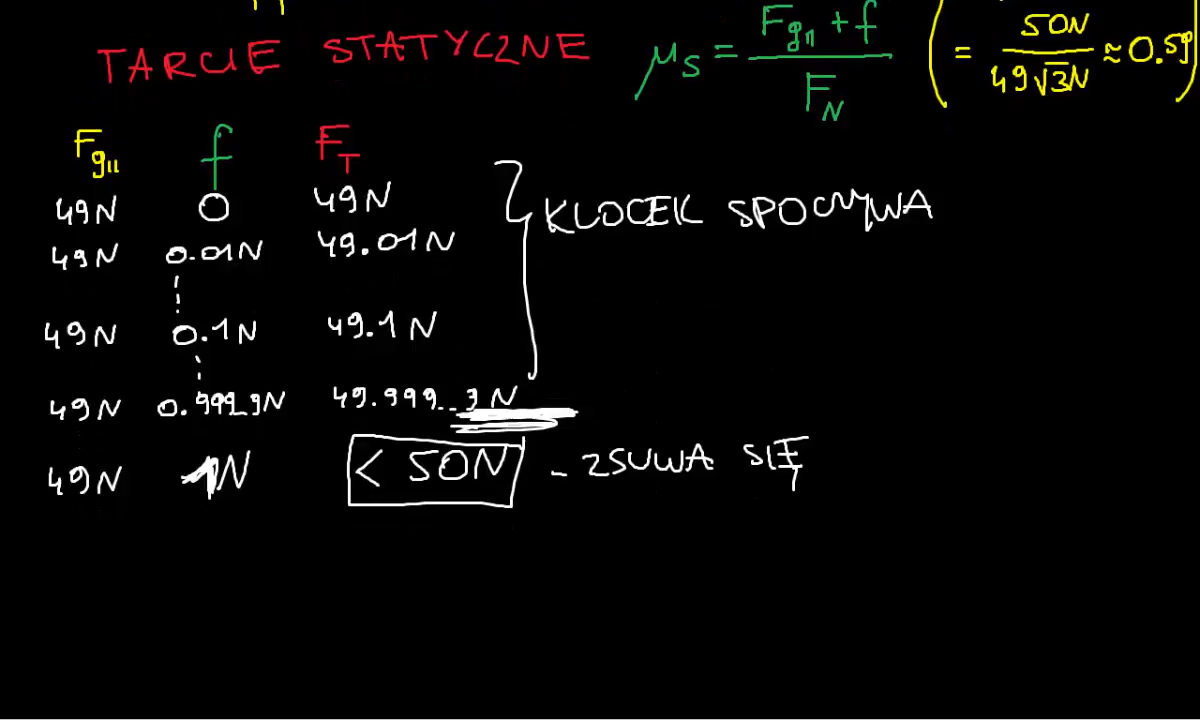 TARCIE STATYCZNE μs = (Fg∥ + f) / FN ( = 50N / 49√3N ≈ 0.59 )
Fg∥ f FT
49N 0 49N
49N 0.01N 49.01N
KLOCEK SPOCZYWA
49N 0.1N 49.1N
49N 0.999..9N 49.999...9N
49N 1N < 50N - ZSUWA SIĘ